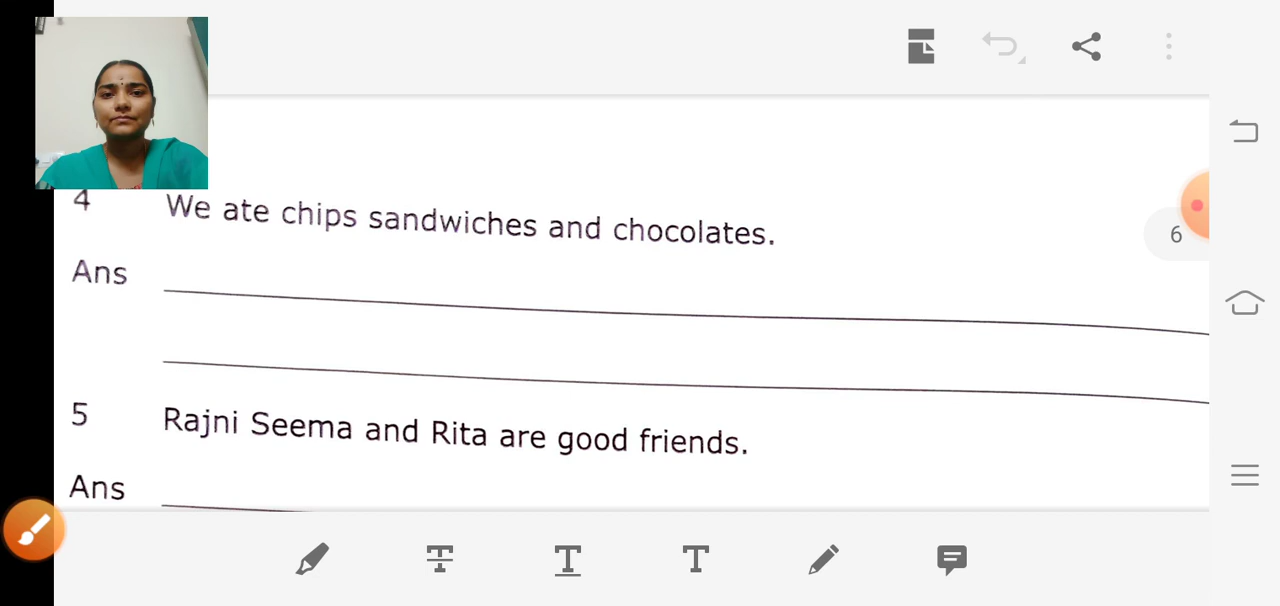 4 We ate chips sandwiches and chocolates.
Ans
6
5 Rajni Seema and Rita are good friends.
Ans